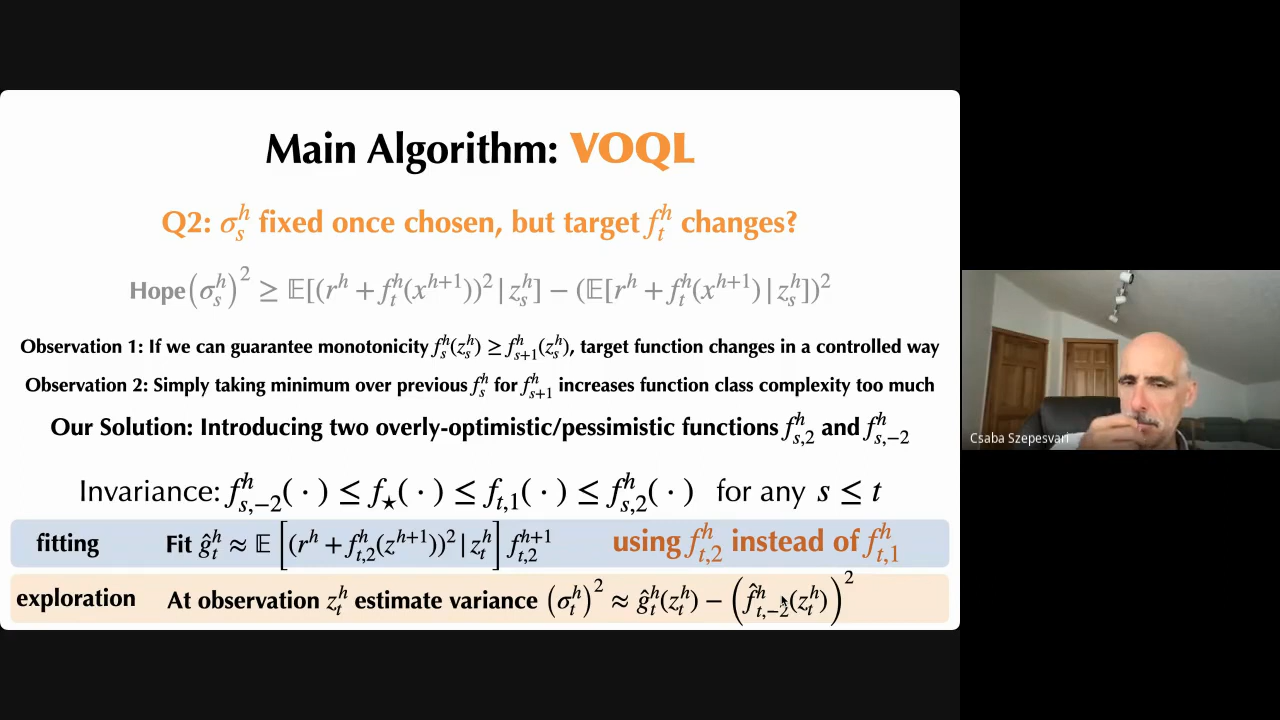 Main Algorithm: VOQL
Q2: σ_s^h fixed once chosen, but target f_t^h changes?
Hope (σ_s^h)^2 ≥ 𝔼[(r^h + f_t^h(x^{h+1}))^2 | z_s^h] − (𝔼[r^h + f_t^h(x^{h+1}) | z_s^h])^2
Observation 1: If we can guarantee monotonicity f_s^h(z_s^h) ≥ f_{s+1}^h(z_s^h), target function changes in a controlled way
Observation 2: Simply taking minimum over previous f_s^h for f_{s+1}^h increases function class complexity too much
Our Solution: Introducing two overly-optimistic/pessimistic functions f_{s,2}^h and f_{s,−2}^h
Invariance: f_{s,−2}^h(·) ≤ f_⋆(·) ≤ f_{t,1}(·) ≤ f_{s,2}^h(·) for any s ≤ t
fitting Fit ĝ_t^h ≈ 𝔼[(r^h + f_{t,2}^h(z^{h+1}))^2 | z_t^h] f_{t,2}^{h+1} using f_{t,2}^h instead of f_{t,1}^h
exploration At observation z_t^h estimate variance (σ_t^h)^2 ≈ ĝ_t^h(z_t^h) − (f̂_{t,−2}^h(z_t^h))^2
Csaba Szepesvari